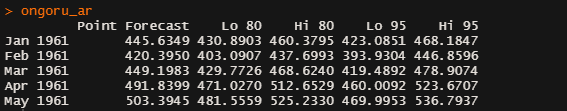 > ongoru_ar
Point Forecast Lo 80 Hi 80 Lo 95 Hi 95
Jan 1961 445.6349 430.8903 460.3795 423.0851 468.1847
Feb 1961 420.3950 403.0907 437.6993 393.9304 446.8596
Mar 1961 449.1983 429.7726 468.6240 419.4892 478.9074
Apr 1961 491.8399 471.0270 512.6529 460.0092 523.6707
May 1961 503.3945 481.5559 525.2330 469.9953 536.7937